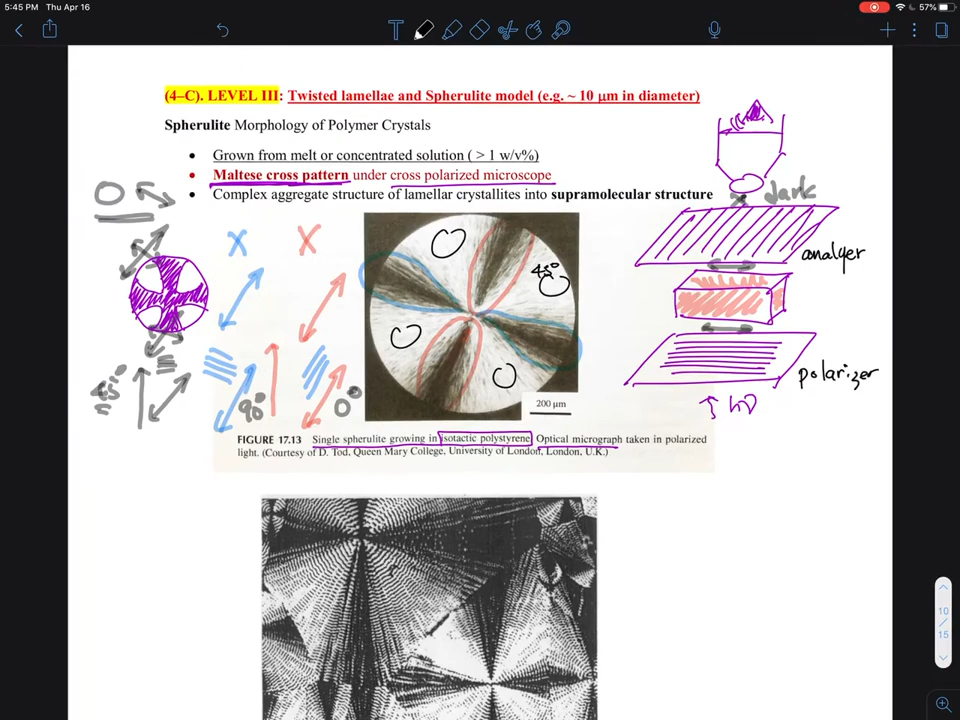 5:45 PM Thu Apr 16
57%
T
(4–C). LEVEL III: Twisted lamellae and Spherulite model (e.g. ~ 10 μm in diameter)
Spherulite Morphology of Polymer Crystals
• Grown from melt or concentrated solution ( > 1 w/v%)
• Maltese cross pattern under cross polarized microscope
• Complex aggregate structure of lamellar crystallites into supramolecular structure
dark
analyer
45°
polarizer
hν
45°
90°
0°
200 μm
FIGURE 17.13 Single spherulite growing in isotactic polystyrene. Optical micrograph taken in polarized
light. (Courtesy of D. Tod, Queen Mary College, University of London, London, U.K.)
10
/
15